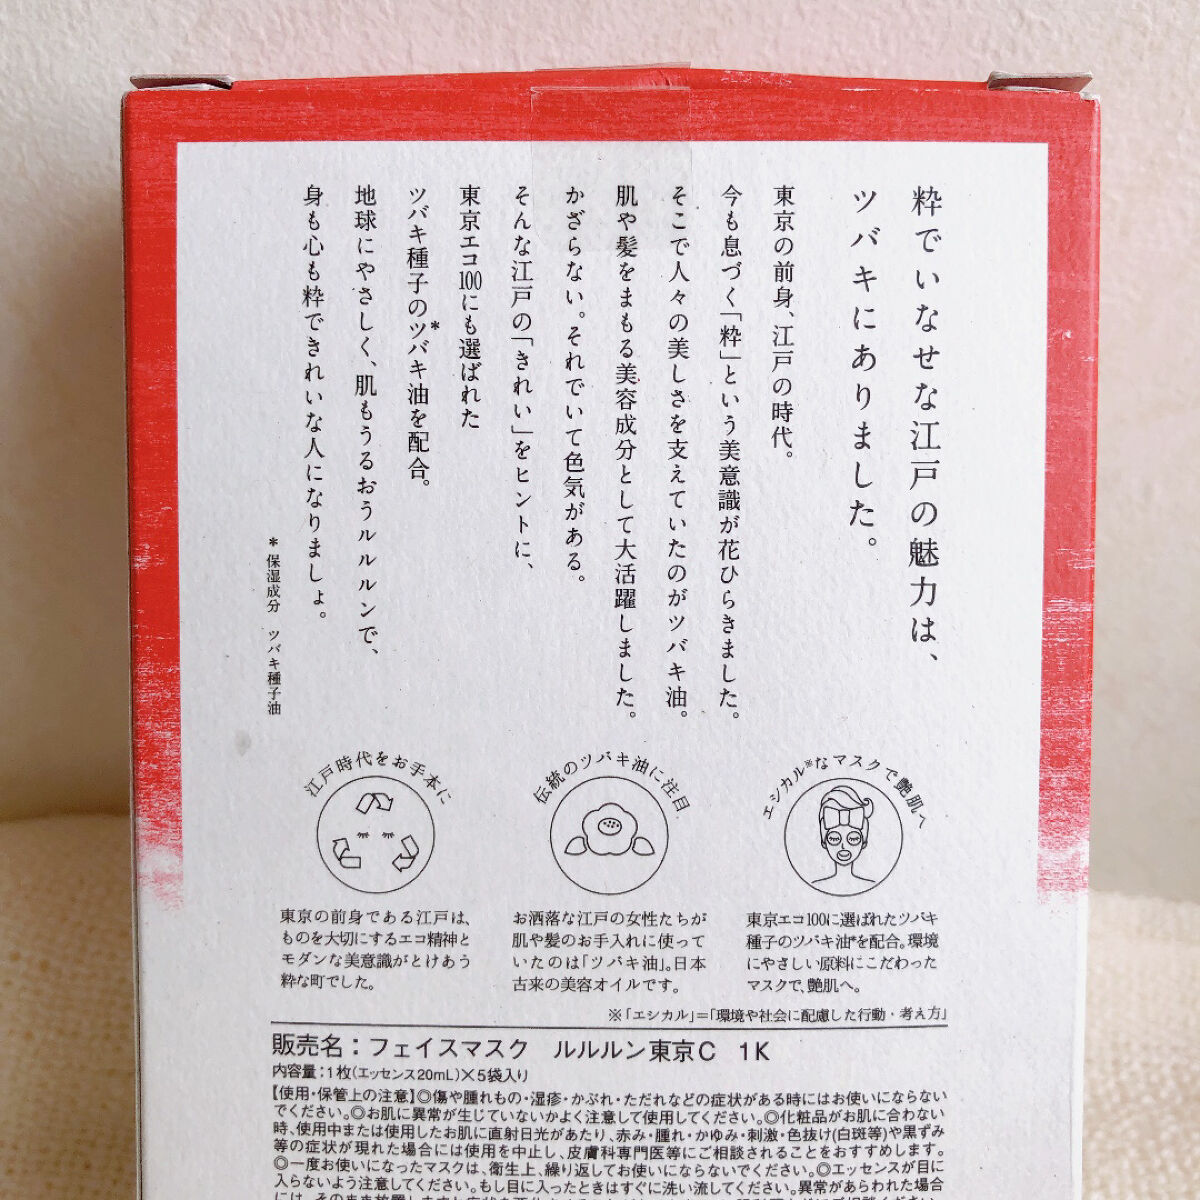 粋でいなせな江戸の魅力は、
ツバキにありました。
東京の前身、江戸の時代。
今も息づく「粋」という美意識が花ひらきました。
そこで人々の美しさを支えていたのがツバキ油。
肌や髪をまもる美容成分として大活躍しました。
かざらない。それでいて色気がある。
そんな江戸の「きれい」をヒントに、
東京エコ100にも選ばれた
ツバキ種子のツバキ油*を配合。
地球にやさしく、肌もうるおうルルルンで、
身も心も粋できれいな人になりましょ。
*保湿成分 ツバキ種子油
江戸時代をお手本に
東京の前身である江戸は、
ものを大切にするエコ精神と
モダンな美意識がとけあう
粋な町でした。
伝統のツバキ油に注目
お洒落な江戸の女性たちが
肌や髪のお手入れに使って
いたのは「ツバキ油」。日本
古来の美容オイルです。
エシカル※なマスクで艶肌へ
東京エコ100に選ばれたツバキ
種子のツバキ油*を配合。環境
にやさしい原料にこだわった
マスクで、艶肌へ。
※「エシカル」=「環境や社会に配慮した行動・考え方」
販売名：フェイスマスク ルルルン東京C 1K
内容量：1枚(エッセンス20mL)×5袋入り
【使用・保管上の注意】◎傷や腫れもの・湿疹・かぶれ・ただれなどの症状がある時にはお使いにならない
でください。◎お肌に異常が生じていないかよく注意して使用してください。◎化粧品がお肌に合わない
時、使用中または使用したお肌に直射日光があたり、赤み・腫れ・かゆみ・刺激・色抜け(白斑等)や黒ずみ
等の症状が現れた場合には使用を中止し、皮膚科専門医等にご相談されることをおすすめします。
◎一度お使いになったマスクは、衛生上、繰り返してお使いにならないでください。◎エッセンスが目に
入らないよう注意してください。もし目に入ったときはすぐに洗い流してください。異常があらわれた場合